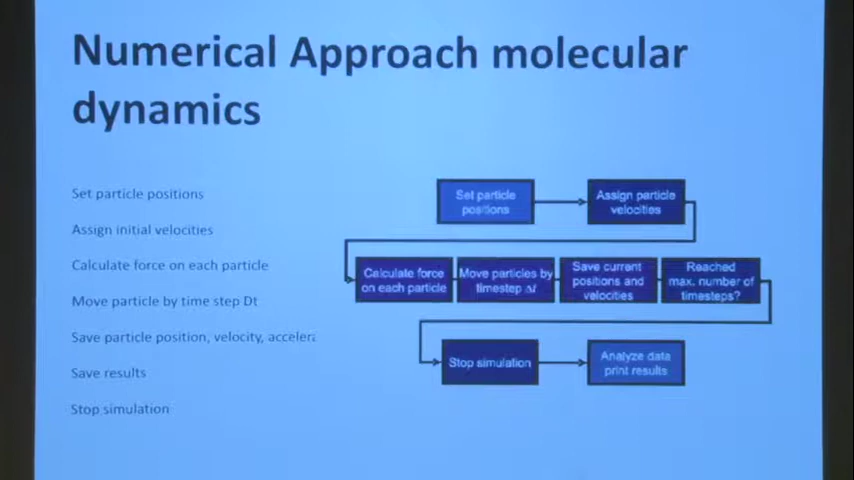 Numerical Approach molecular
dynamics
Set particle positions
Assign initial velocities
Calculate force on each particle
Move particle by time step Dt
Save particle position, velocity, accelera
Save results
Stop simulation
Set particle
positions
Assign particle
velocities
Calculate force
on each particle
Move particles by
timestep Δt
Save current
positions and
velocities
Reached
max. number of
timesteps?
Stop simulation
Analyze data
print results